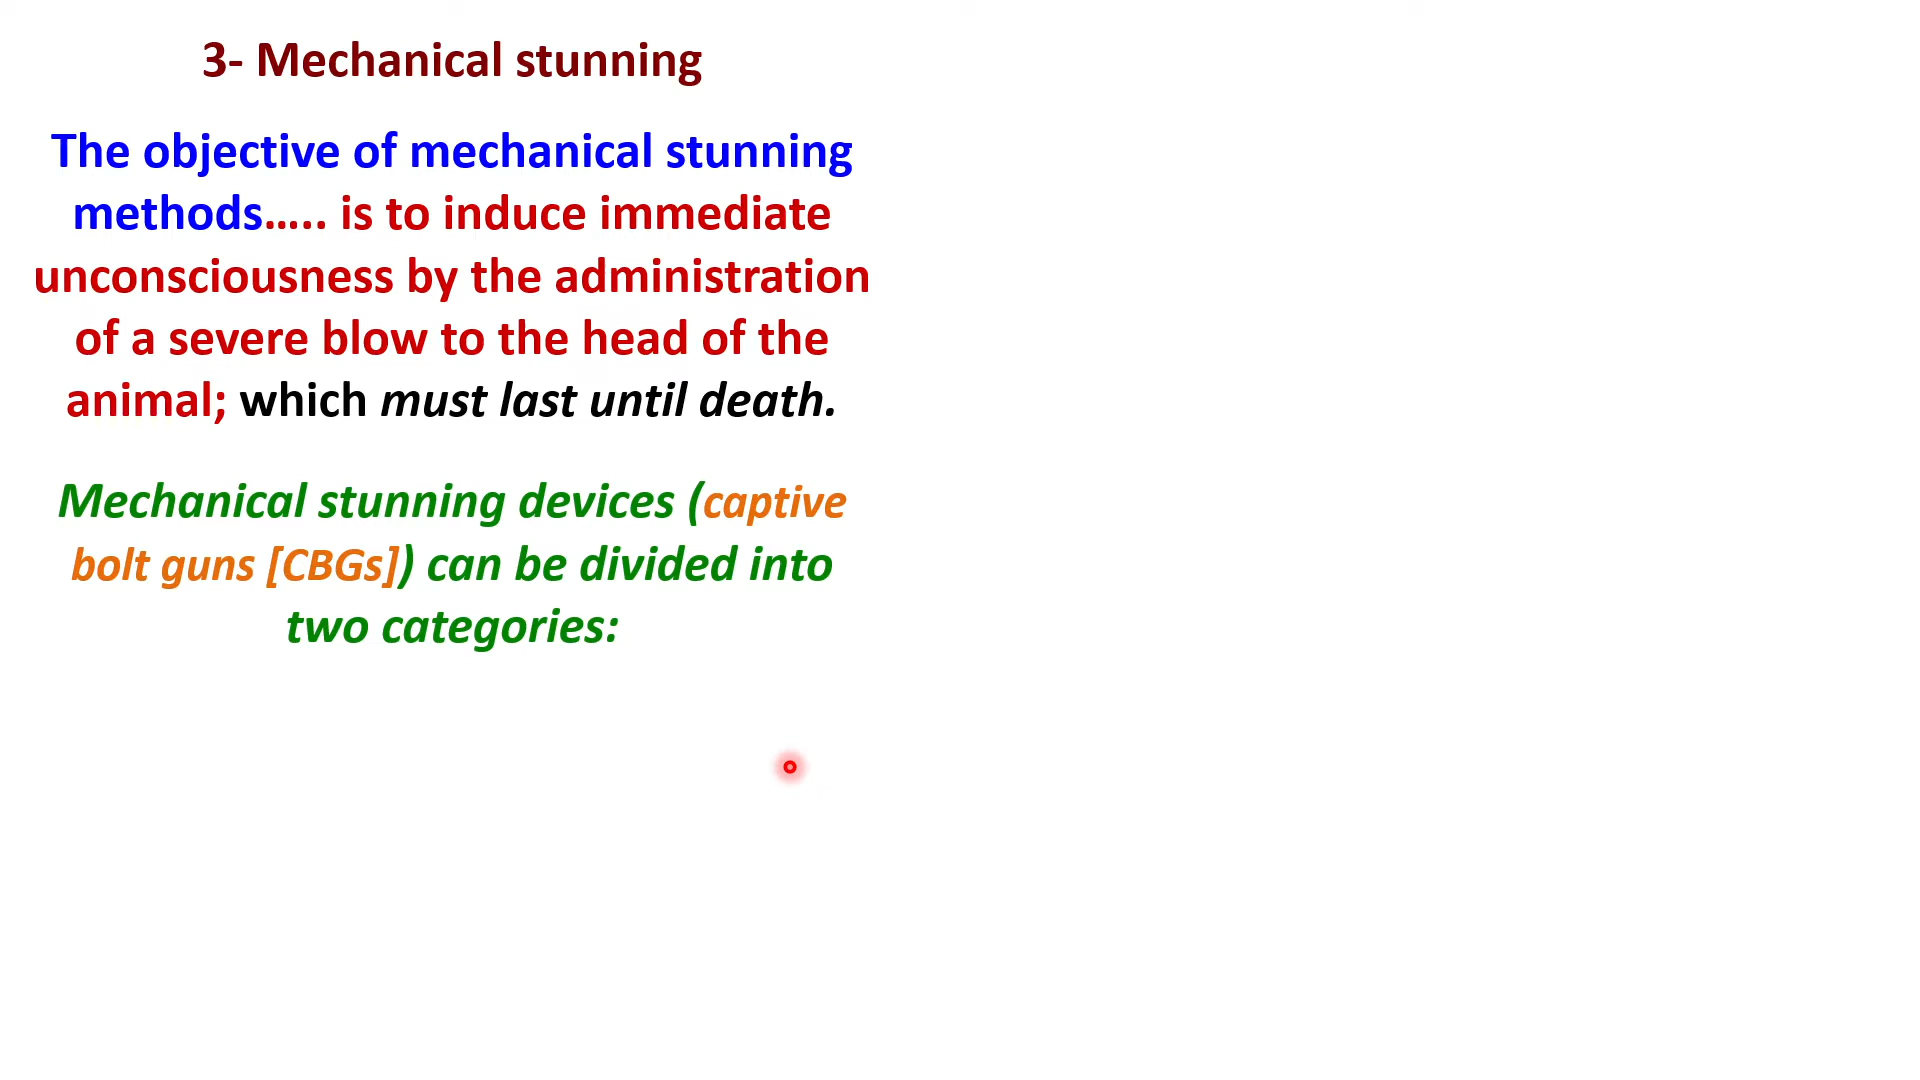 3- Mechanical stunning
The objective of mechanical stunning
methods….. is to induce immediate
unconsciousness by the administration
of a severe blow to the head of the
animal; which must last until death.
Mechanical stunning devices (captive
bolt guns [CBGs]) can be divided into
two categories: